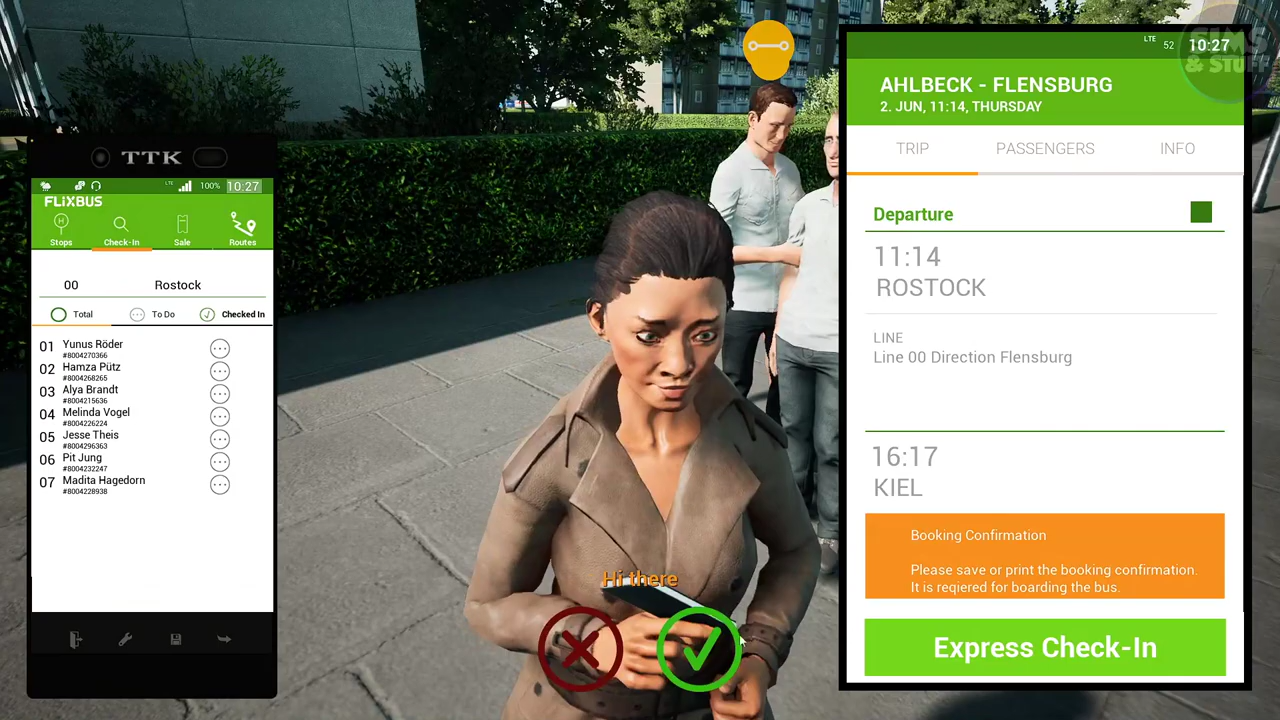 TTK
LTE 100% 10:27
FLiXBUS
Stops Check-In Sale Routes
00 Rostock
Total To Do Checked In
01 Yunus Röder
#8004270366
02 Hamza Pütz
#8004268265
03 Alya Brandt
#8004215636
04 Melinda Vogel
#8004226224
05 Jesse Theis
#8004296363
06 Pit Jung
#8004232247
07 Madita Hagedorn
#8004228938
Hi there
LTE 52 10:27
SIMS
& STUFF
AHLBECK - FLENSBURG
2. JUN, 11:14, THURSDAY
TRIP PASSENGERS INFO
Departure
11:14
ROSTOCK
LINE
Line 00 Direction Flensburg
16:17
KIEL
Booking Confirmation
Please save or print the booking confirmation.
It is reqiered for boarding the bus.
Express Check-In